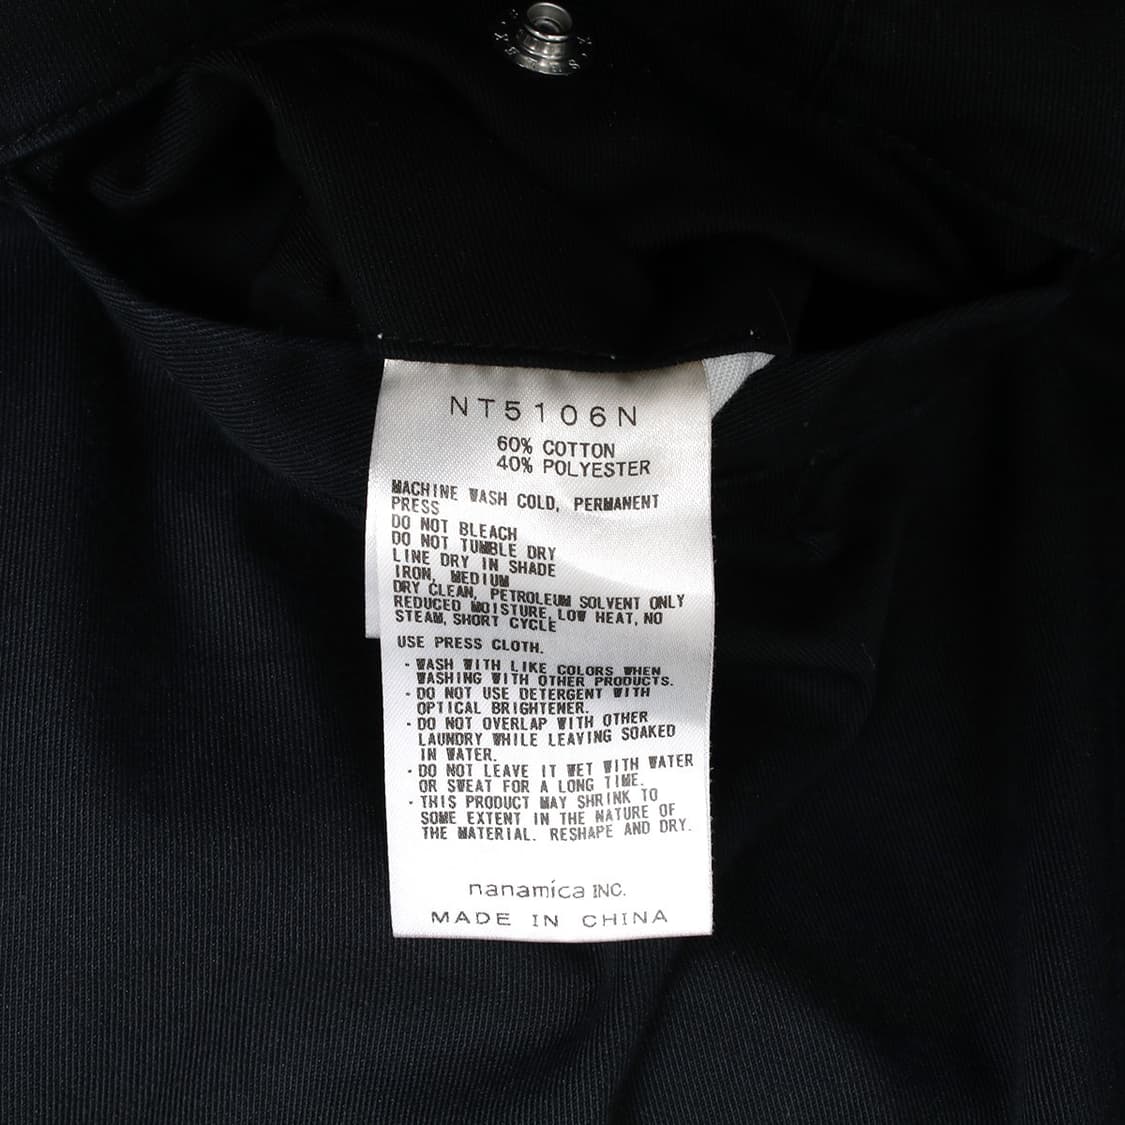 NT5106N
60% COTTON
40% POLYESTER
MACHINE WASH COLD, PERMANENT
PRESS
DO NOT BLEACH
DO NOT TUMBLE DRY
LINE DRY IN SHADE
IRON, MEDIUM
DRY CLEAN, PETROLEUM SOLVENT ONLY
REDUCED MOISTURE, LOW HEAT, NO
STEAM, SHORT CYCLE
USE PRESS CLOTH.
· WASH WITH LIKE COLORS WHEN
WASHING WITH OTHER PRODUCTS.
· DO NOT USE DETERGENT WITH
OPTICAL BRIGHTENER.
· DO NOT OVERLAP WITH OTHER
LAUNDRY WHILE LEAVING SOAKED
IN WATER.
· DO NOT LEAVE IT WET WITH WATER
OR SWEAT FOR A LONG TIME.
· THIS PRODUCT MAY SHRINK TO
SOME EXTENT IN THE NATURE OF
THE MATERIAL. RESHAPE AND DRY.
nanamica INC.
MADE IN CHINA